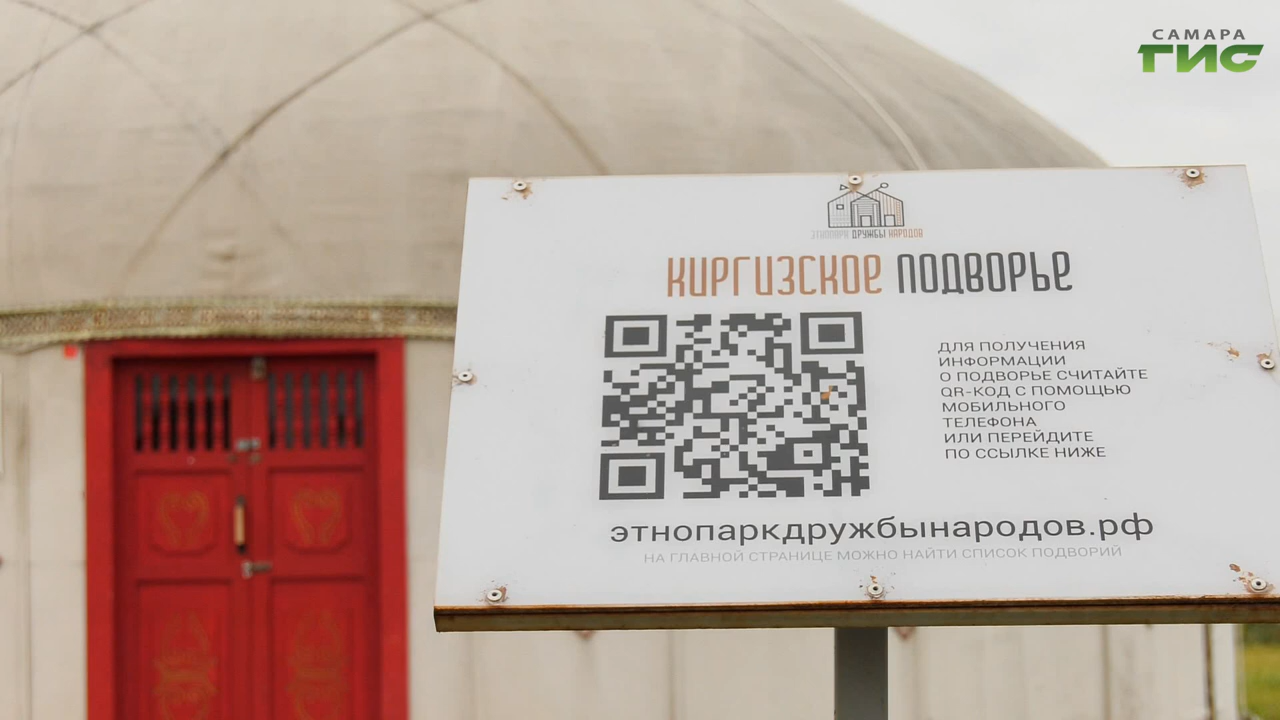 САМАРА
ГИС
ЭТНОПАРК ДРУЖБЫ НАРОДОВ
КИРГИЗСКОЕ ПОДВОРЬЕ
ДЛЯ ПОЛУЧЕНИЯ
ИНФОРМАЦИИ
О ПОДВОРЬЕ СЧИТАЙТЕ
QR-КОД С ПОМОЩЬЮ
МОБИЛЬНОГО
ТЕЛЕФОНА
ИЛИ ПЕРЕЙДИТЕ
ПО ССЫЛКЕ НИЖЕ
этнопаркдружбынародов.рф
НА ГЛАВНОЙ СТРАНИЦЕ МОЖНО НАЙТИ СПИСОК ПОДВОРИЙ